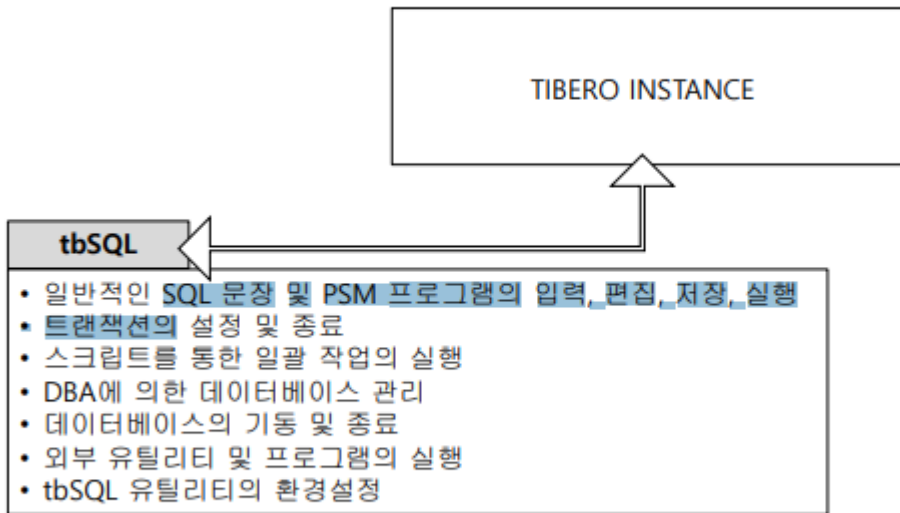 TIBERO INSTANCE
tbSQL
• 일반적인 SQL 문장 및 PSM 프로그램의 입력, 편집, 저장, 실행
• 트랜잭션의 설정 및 종료
• 스크립트를 통한 일괄 작업의 실행
• DBA에 의한 데이터베이스 관리
• 데이터베이스의 기동 및 종료
• 외부 유틸리티 및 프로그램의 실행
• tbSQL 유틸리티의 환경설정